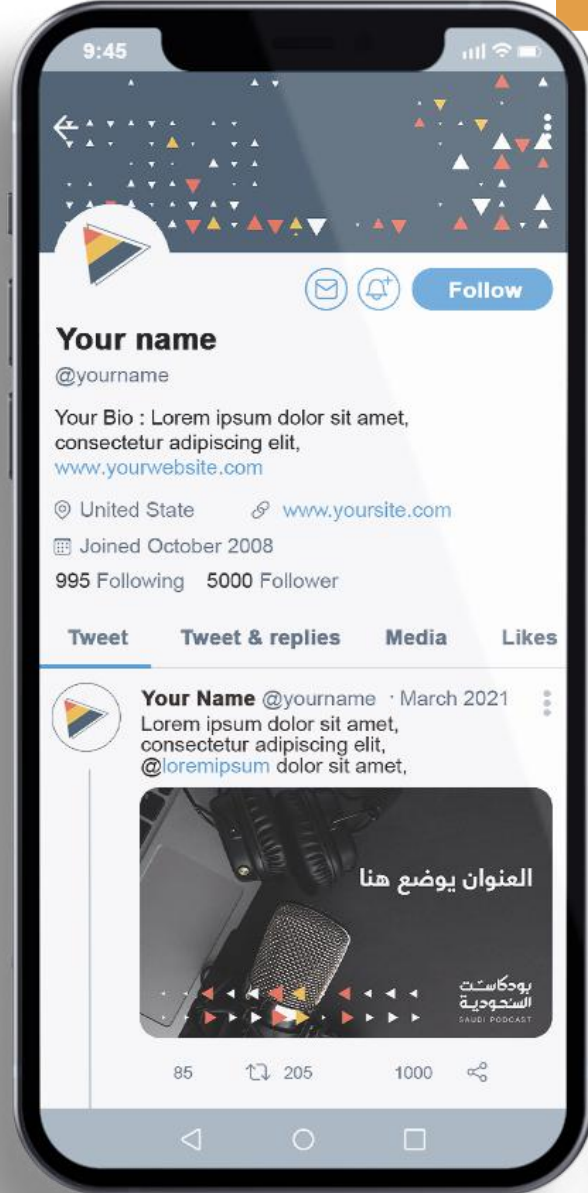 9:45
Follow
Your name
@yourname
Your Bio : Lorem ipsum dolor sit amet,
consectetur adipiscing elit,
www.yourwebsite.com
United State www.yoursite.com
Joined October 2008
995 Following 5000 Follower
Tweet Tweet & replies Media Likes
Your Name @yourname · March 2021
Lorem ipsum dolor sit amet,
consectetur adipiscing elit,
@loremipsum dolor sit amet,
العنوان يوضع هنا
بودكاست
السعودية
SAUDI PODCAST
85 205 1000